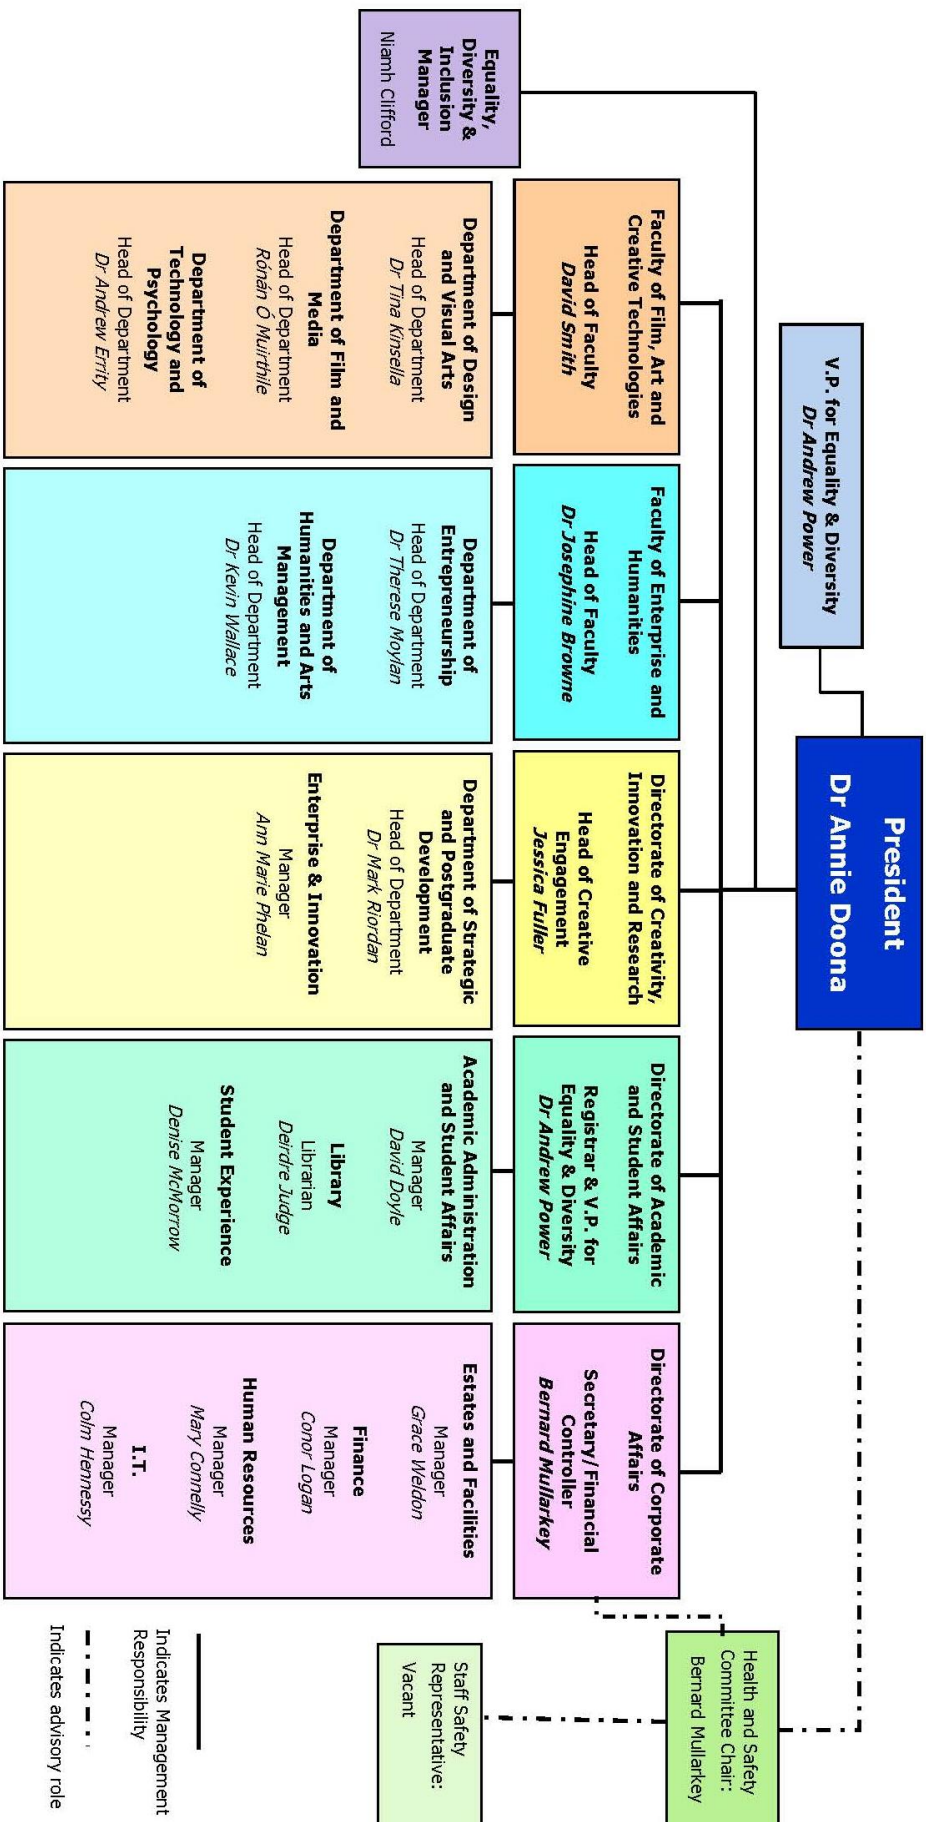 President
Dr Annie Doona
V.P. for Equality & Diversity
Dr Andrew Power
Equality,
Diversity &
Inclusion
Manager
Niamh Clifford
Faculty of Film, Art and
Creative Technologies
Head of Faculty
David Smith
Department of Design
and Visual Arts
Head of Department
Dr Tina Kinsella
Department of Film and
Media
Head of Department
Rónán Ó Muirthile
Department of
Technology and
Psychology
Head of Department
Dr Andrew Errity
Faculty of Enterprise and
Humanities
Head of Faculty
Dr Josephine Browne
Department of
Entrepreneurship
Head of Department
Dr Therese Moylan
Department of
Humanities and Arts
Management
Head of Department
Dr Kevin Wallace
Directorate of Creativity,
Innovation and Research
Head of Creative
Engagement
Jessica Fuller
Department of Strategic
and Postgraduate
Development
Head of Department
Dr Mark Riordan
Enterprise & Innovation
Manager
Ann Marie Phelan
Directorate of Academic
and Student Affairs
Registrar & V.P. for
Equality & Diversity
Dr Andrew Power
Academic Administration
and Student Affairs
Manager
David Doyle
Library
Librarian
Deirdre Judge
Student Experience
Manager
Denise McMorrow
Directorate of Corporate
Affairs
Secretary/Financial
Controller
Bernard Mullarkey
Estates and Facilities
Manager
Grace Weldon
Finance
Manager
Conor Logan
Human Resources
Manager
Mary Connelly
I.T.
Manager
Colm Hennessy
Health and Safety
Committee Chair:
Bernard Mullarkey
Staff Safety
Representative:
Vacant
Indicates Management
Responsibility
Indicates advisory role